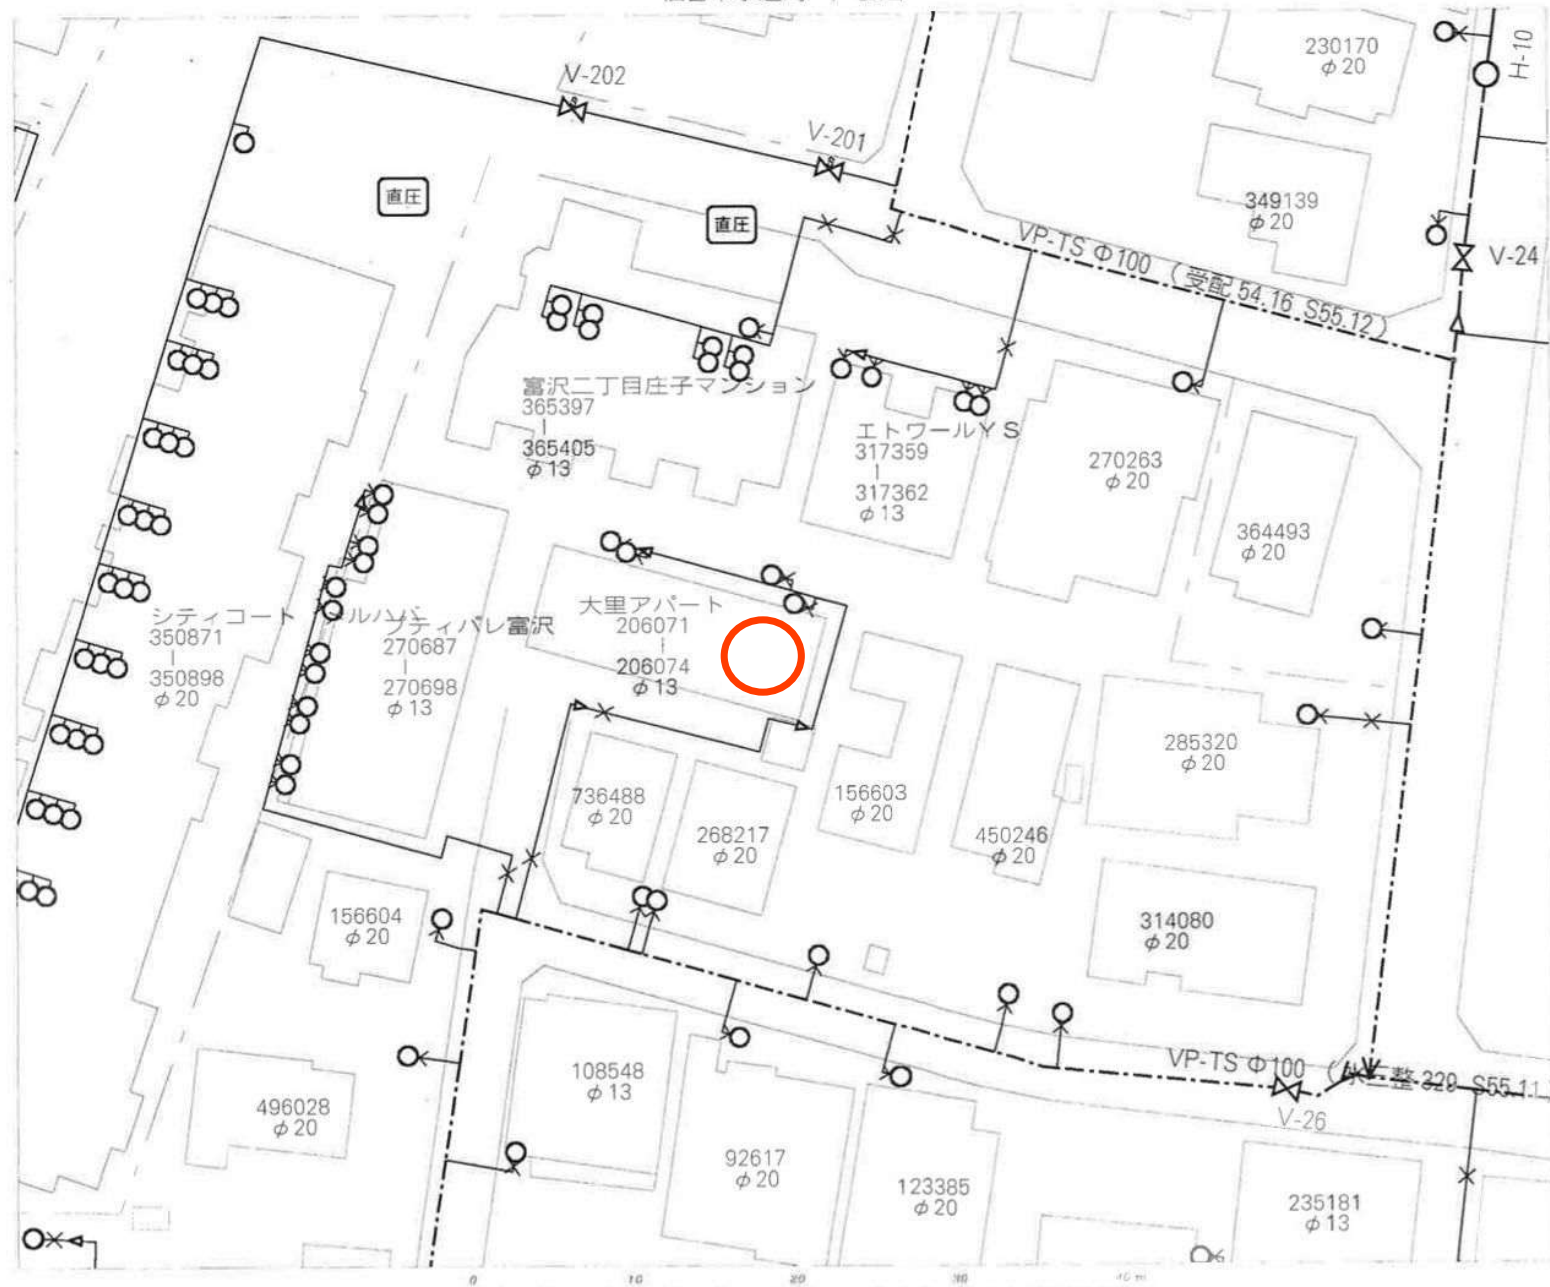 V-202
V-201
直圧
直圧
230170
φ20
H-10
349139
φ20
V-24
VP-TS Φ100 (受配 54.16 S55.12)
富沢二丁目庄子マンション
365397
|
365405
φ13
エトワールＹＳ
317359
|
317362
φ13
270263
φ20
364493
φ20
シティコート
350871
|
350898
φ20
プティパレ富沢
270687
|
270698
φ13
大里アパート
206071
|
206074
φ13
736488
φ20
268217
φ20
156603
φ20
450246
φ20
285320
φ20
314080
φ20
156604
φ20
496028
φ20
108548
φ13
92617
φ20
123385
φ20
235181
φ13
VP-TS Φ100
整 329 S55.11
V-26
0 10 20 30 40 m